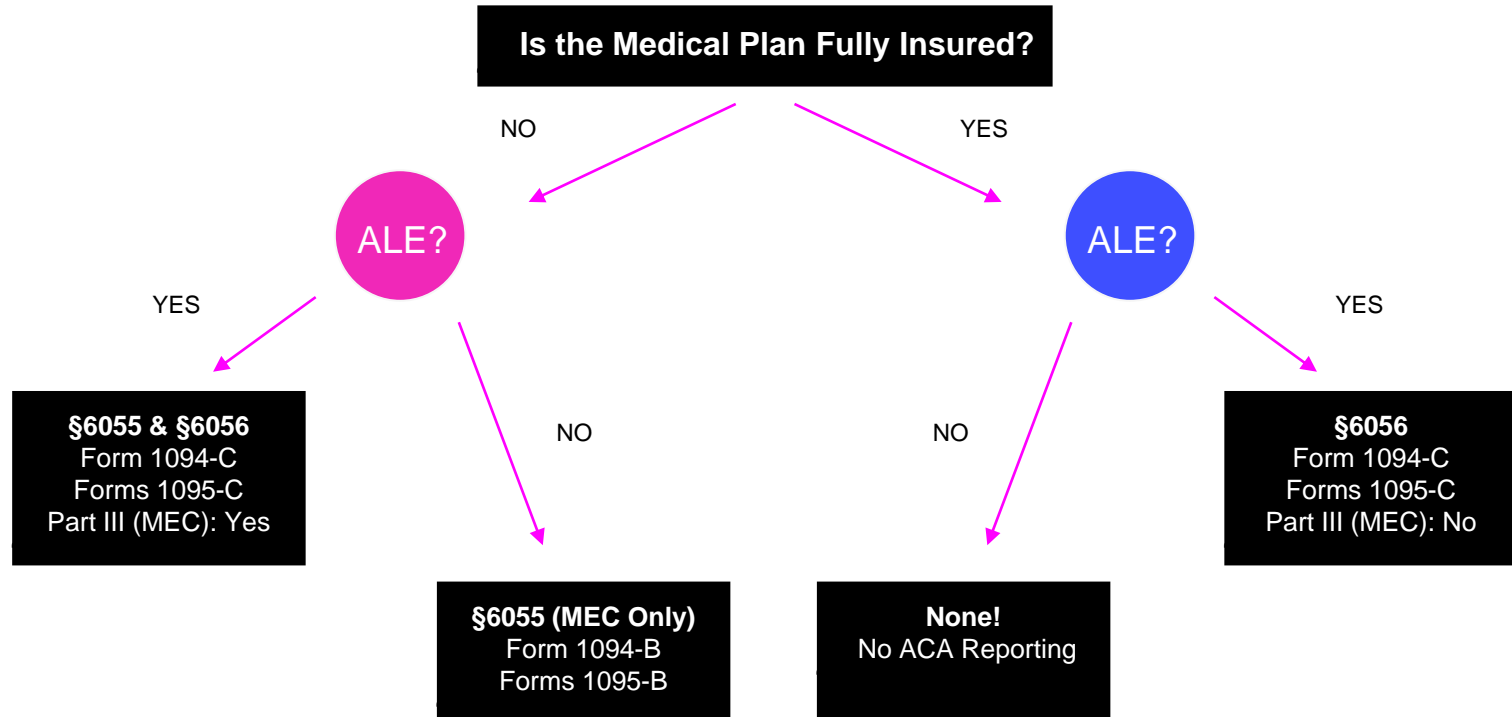 Is the Medical Plan Fully Insured?
NO
YES
ALE?
ALE?
YES
YES
§6055 & §6056
Form 1094-C
Forms 1095-C
Part III (MEC): Yes
NO
NO
§6056
Form 1094-C
Forms 1095-C
Part III (MEC): No
§6055 (MEC Only)
Form 1094-B
Forms 1095-B
None!
No ACA Reporting